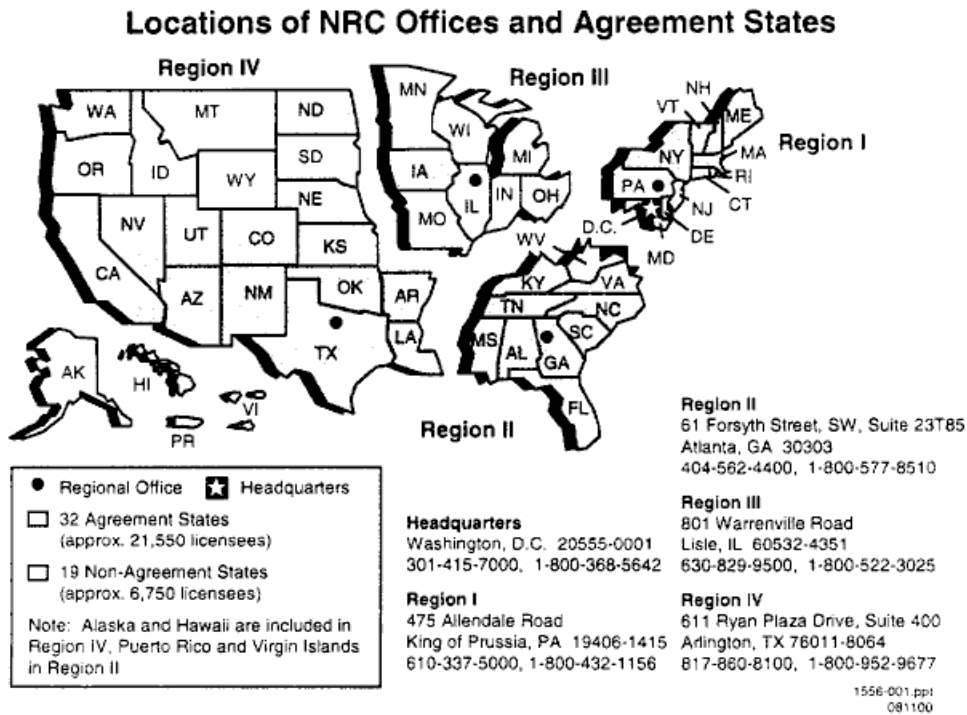 Locations of NRC Offices and Agreement States
Region IV
Region III
Region I
WA
MT
ND
MN
NH
VT
ME
OR
ID
SD
WI
MI
NY
MA
WY
IA
PA
RI
NE
IL
IN
OH
NJ
CT
NV
UT
CO
KS
MO
D.C.
DE
WV
MD
CA
KY
VA
AZ
NM
OK
AR
TN
NC
TX
LA
MS
AL
GA
SC
AK
HI
VI
PR
FL
Region II
Regional Office
Headquarters
32 Agreement States
(approx. 21,550 licensees)
19 Non-Agreement States
(approx. 6,750 licensees)
Note: Alaska and Hawaii are included in
Region IV, Puerto Rico and Virgin Islands
in Region II
Headquarters
Washington, D.C. 20555-0001
301-415-7000, 1-800-368-5642
Region I
475 Allendale Road
King of Prussia, PA 19406-1415
610-337-5000, 1-800-432-1156
Region II
61 Forsyth Street, SW, Suite 23T85
Atlanta, GA 30303
404-562-4400, 1-800-577-8510
Region III
801 Warrenville Road
Lisle, IL 60532-4351
630-829-9500, 1-800-522-3025
Region IV
611 Ryan Plaza Drive, Suite 400
Arlington, TX 76011-8064
817-860-8100, 1-800-952-9677
1556-001.ppt
081100